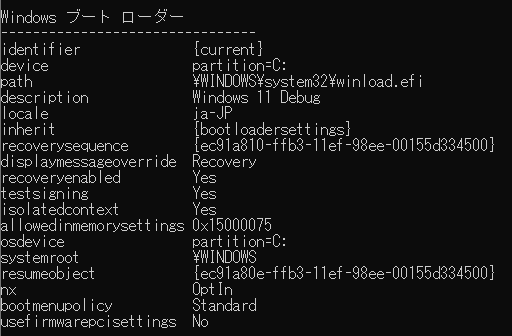 Windows ブート ローダー
--------------------------------
identifier              {current}
device                  partition=C:
path                    ¥WINDOWS¥system32¥winload.efi
description             Windows 11 Debug
locale                  ja-JP
inherit                 {bootloadersettings}
recoverysequence        {ec91a810-ffb3-11ef-98ee-00155d334500}
displaymessageoverride  Recovery
recoveryenabled         Yes
testsigning             Yes
isolatedcontext         Yes
allowedinmemorysettings 0x15000075
osdevice                partition=C:
systemroot              ¥WINDOWS
resumeobject            {ec91a80e-ffb3-11ef-98ee-00155d334500}
nx                      OptIn
bootmenupolicy          Standard
usefirmwarepcisettings  No